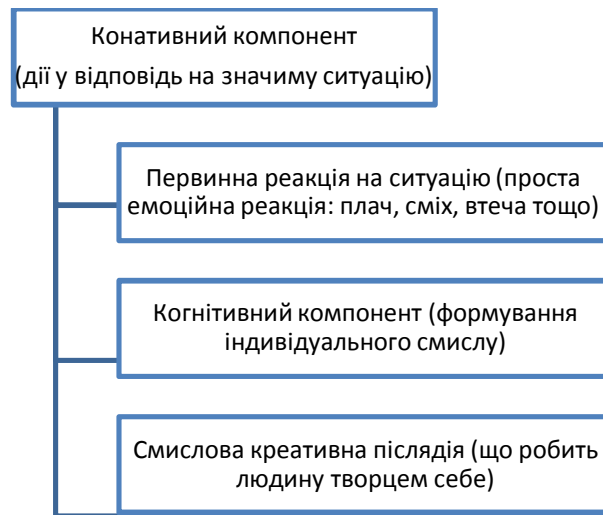 Конативний компонент
(дії у відповідь на значиму ситуацію)
Первинна реакція на ситуацію (проста
емоційна реакція: плач, сміх, втеча тощо)
Когнітивний компонент (формування
індивідуального смислу)
Смислова креативна післядія (що робить
людину творцем себе)